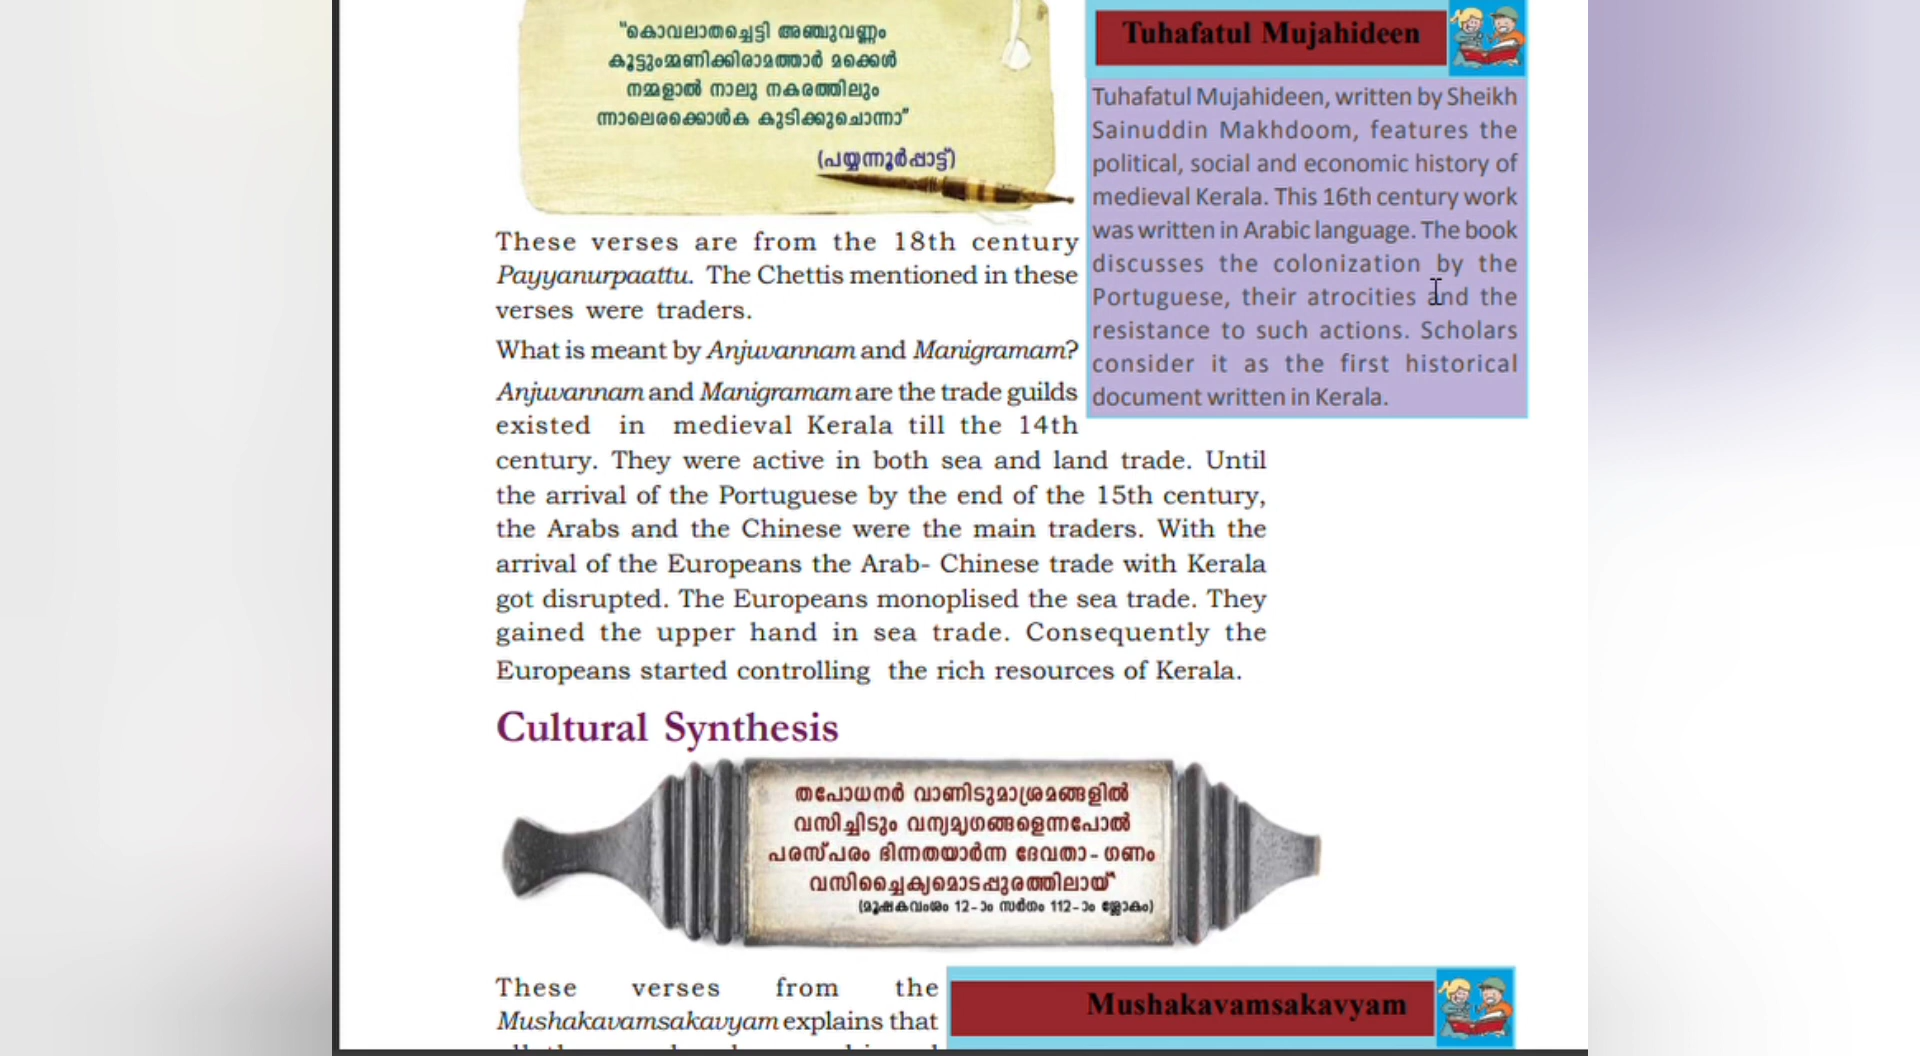 “കൊവലാതച്ചെട്ടി അഞ്ചുവണ്ണം
കൂട്ടുംമ്മണിക്കിരാമത്താർ മക്കെൾ
നമ്മളാൽ നാലു നകരത്തിലും
ന്നാലെരക്കൊൾക കുടിക്കുചൊന്നാ”
(പയ്യന്നൂർപ്പാട്ട്)
These verses are from the 18th century
Payyanurpaattu. The Chettis mentioned in these
verses were traders.
What is meant by Anjuvannam and Manigramam?
Anjuvannam and Manigramam are the trade guilds
existed in medieval Kerala till the 14th
century. They were active in both sea and land trade. Until
the arrival of the Portuguese by the end of the 15th century,
the Arabs and the Chinese were the main traders. With the
arrival of the Europeans the Arab- Chinese trade with Kerala
got disrupted. The Europeans monoplised the sea trade. They
gained the upper hand in sea trade. Consequently the
Europeans started controlling the rich resources of Kerala.
Tuhafatul Mujahideen
Tuhafatul Mujahideen, written by Sheikh
Sainuddin Makhdoom, features the
political, social and economic history of
medieval Kerala. This 16th century work
was written in Arabic language. The book
discusses the colonization by the
Portuguese, their atrocities and the
resistance to such actions. Scholars
consider it as the first historical
document written in Kerala.
Cultural Synthesis
തപോധനർ വാണിടുമാശ്രമങ്ങളിൽ
വസിച്ചിടും വന്യമൃഗങ്ങളെന്നപോൽ
പരസ്പരം ഭിന്നതയാർന്ന ദേവതാ-ഗണം
വസിച്ചൈക്യമൊടപ്പുരത്തിലായ്
(മൂഷകവംശം 12-ാം സർഗം 112-ാം ശ്ലോകം)
These verses from the
Mushakavamsakavyam explains that
Mushakavamsakavyam